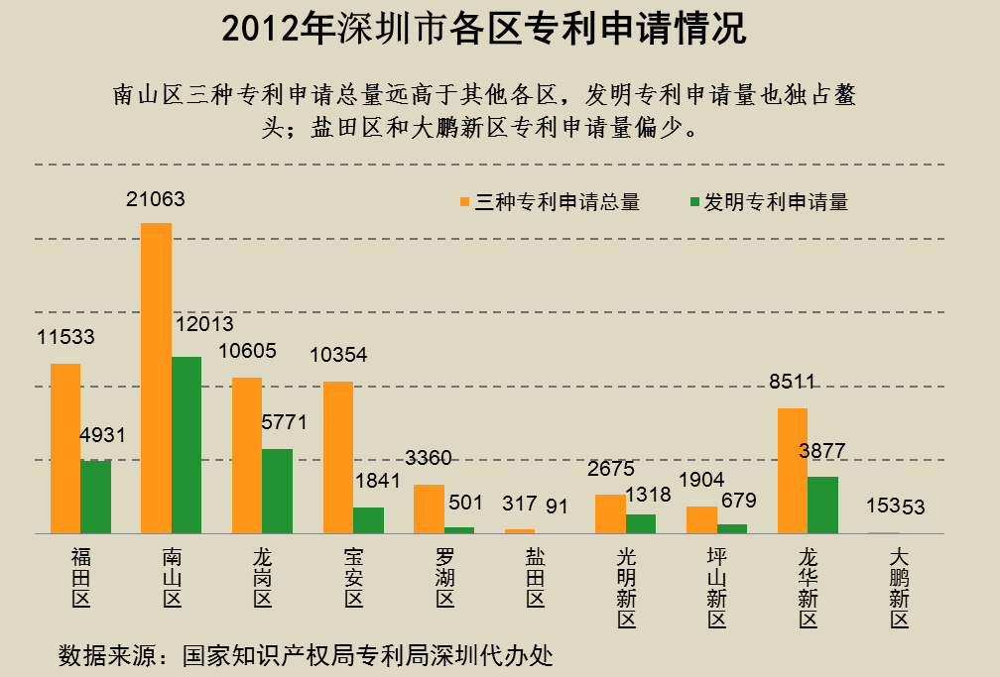 2012年深圳市各区专利申请情况
南山区三种专利申请总量远高于其他各区，发明专利申请量也独占鳌
头；盐田区和大鹏新区专利申请量偏少。
三种专利申请总量
发明专利申请量
21063
11533
12013
10605
10354
8511
4931
5771
1841
3360
501
317
91
2675
1318
1904
679
3877
153
53
福田区
南山区
龙岗区
宝安区
罗湖区
盐田区
光明新区
坪山新区
龙华新区
大鹏新区
数据来源：国家知识产权局专利局深圳代办处